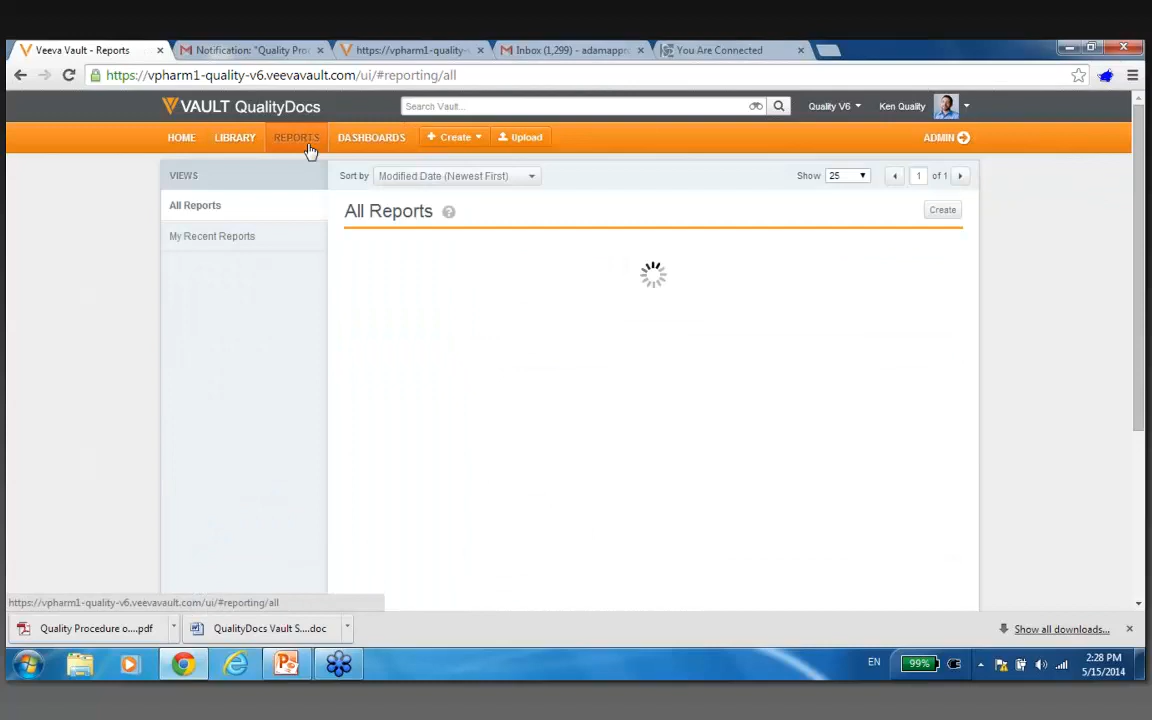 Veeva Vault - Reports
Notification: "Quality Pro
https://vpharm1-quality-
Inbox (1,299) - adamappr
You Are Connected
https://vpharm1-quality-v6.veevavault.com/ui/#reporting/all
VAULT QualityDocs
Search Vault...
Quality V6
Ken Quality
HOME
LIBRARY
REPORTS
DASHBOARDS
+ Create
Upload
ADMIN
VIEWS
Sort by
Modified Date (Newest First)
Show
25
1
of 1
All Reports
All Reports
?
Create
My Recent Reports
https://vpharm1-quality-v6.veevavault.com/ui/#reporting/all
Quality Procedure o....pdf
QualityDocs Vault S....doc
Show all downloads...
EN
99%
2:28 PM
5/15/2014